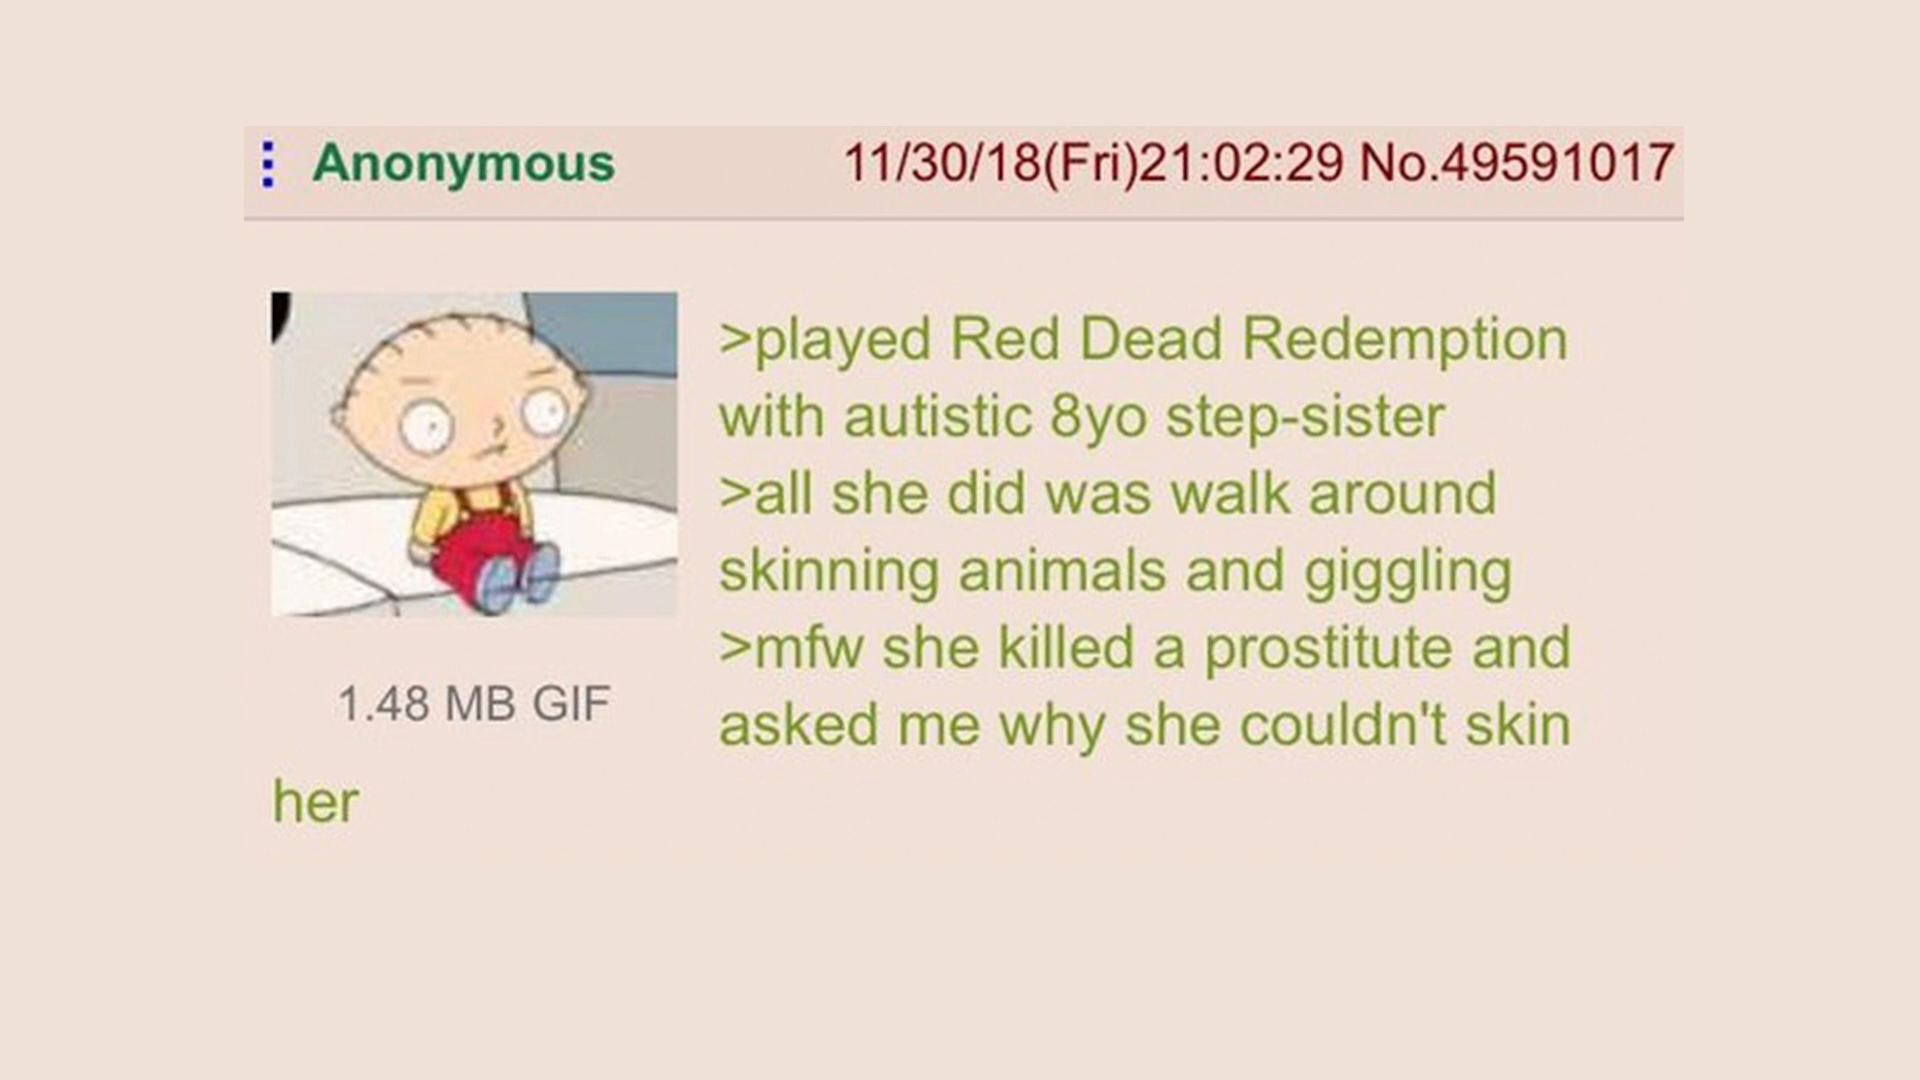 Anonymous 11/30/18(Fri)21:02:29 No.49591017
>played Red Dead Redemption
with autistic 8yo step-sister
>all she did was walk around
skinning animals and giggling
>mfw she killed a prostitute and
asked me why she couldn't skin
her
1.48 MB GIF